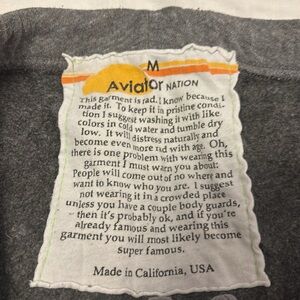 M
Aviator NATION
This garment is rad. I know because I
made it. To keep it in pristine condi-
tion I suggest washing it with like
colors in cold water and tumble dry
low. It will distress naturally and
become even more rad with age. Oh,
there is one problem with wearing this
garment I must warn you about:
People will come out of no where and
want to know who you are. I suggest
not wearing it in a crowded place
unless you have a couple body guards,
then it's probably ok, and if you're
already famous and wearing this
garment you will most likely become
super famous.
Made in California, USA